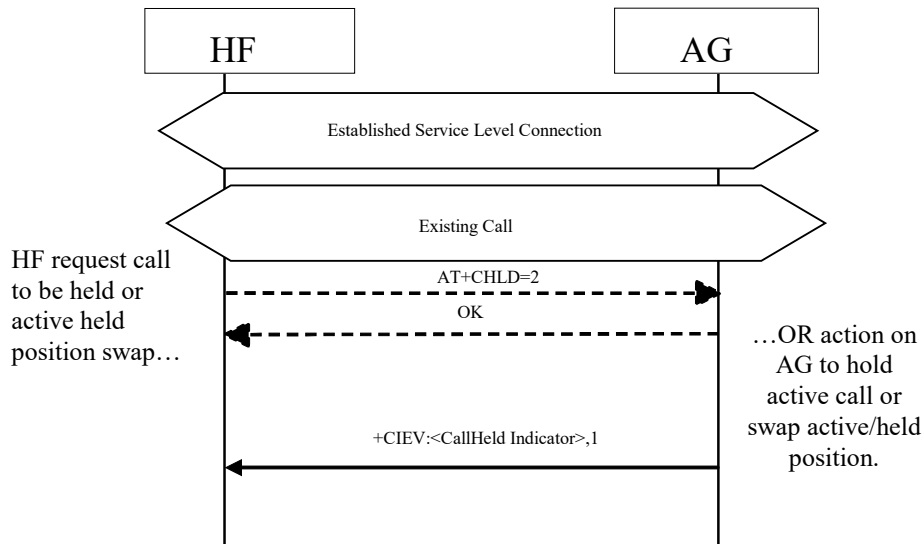 HF
AG
Established Service Level Connection
Existing Call
HF request call
to be held or
active held
position swap…
AT+CHLD=2
OK
…OR action on
AG to hold
active call or
swap active/held
position.
+CIEV:<CallHeld Indicator>,1